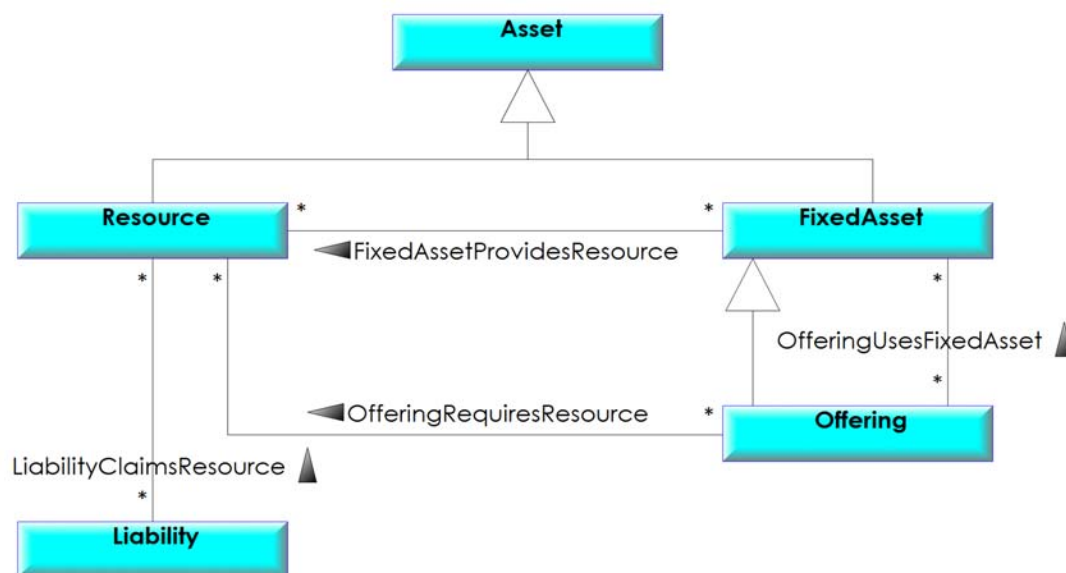 Asset
Resource
*
*
FixedAsset
FixedAssetProvidesResource
*
*
*
OfferingUsesFixedAsset
*
OfferingRequiresResource
*
Offering
LiabilityClaimsResource
*
Liability